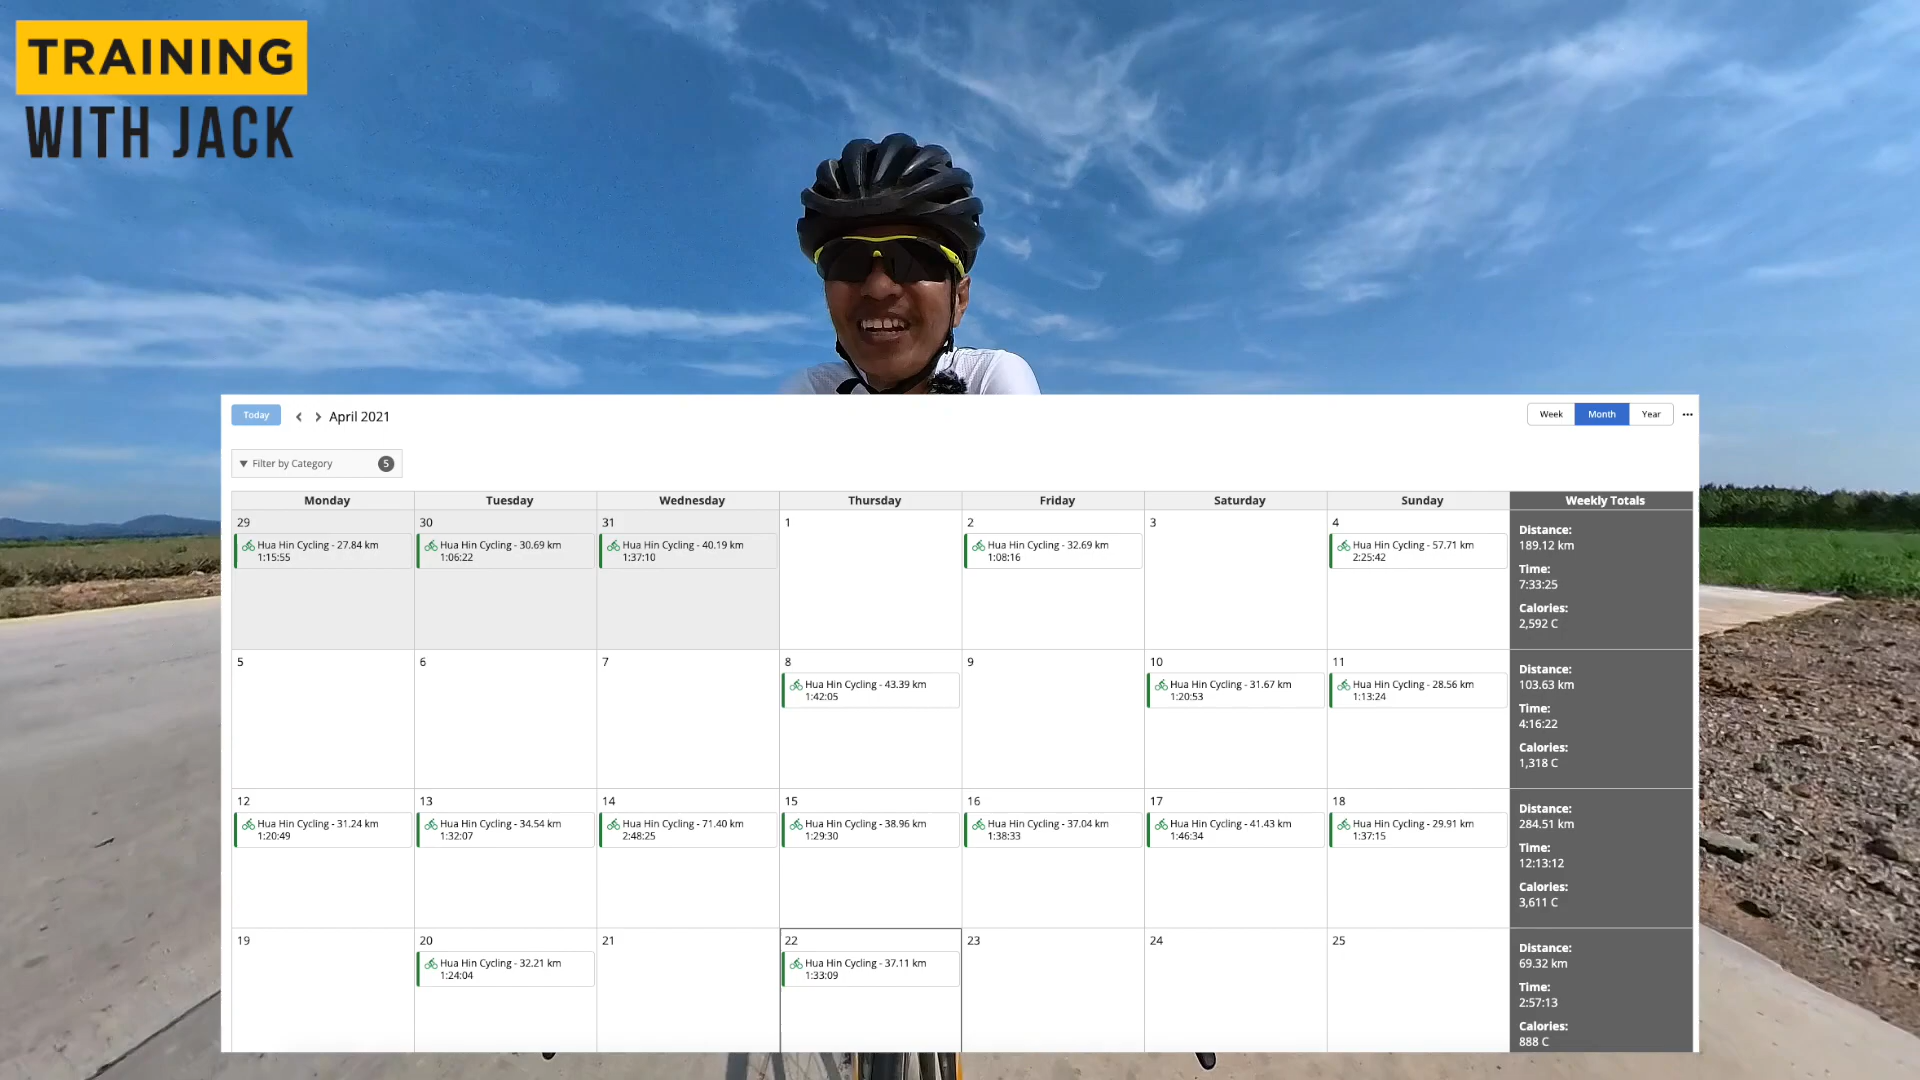 TRAINING
WITH JACK
Today
April 2021
Week
Month
Year
Filter by Category
5
Monday
Tuesday
Wednesday
Thursday
Friday
Saturday
Sunday
Weekly Totals
29
Hua Hin Cycling - 27.84 km
1:15:55
30
Hua Hin Cycling - 30.69 km
1:06:22
31
Hua Hin Cycling - 40.19 km
1:37:10
1
2
Hua Hin Cycling - 32.69 km
1:08:16
3
4
Hua Hin Cycling - 57.71 km
2:25:42
Distance:
189.12 km
Time:
7:33:25
Calories:
2,592 C
5
6
7
8
Hua Hin Cycling - 43.39 km
1:42:05
9
10
Hua Hin Cycling - 31.67 km
1:20:53
11
Hua Hin Cycling - 28.56 km
1:13:24
Distance:
103.63 km
Time:
4:16:22
Calories:
1,318 C
12
Hua Hin Cycling - 31.24 km
1:20:49
13
Hua Hin Cycling - 34.54 km
1:32:07
14
Hua Hin Cycling - 71.40 km
2:48:25
15
Hua Hin Cycling - 38.96 km
1:29:30
16
Hua Hin Cycling - 37.04 km
1:38:33
17
Hua Hin Cycling - 41.43 km
1:46:34
18
Hua Hin Cycling - 29.91 km
1:37:15
Distance:
284.51 km
Time:
12:13:12
Calories:
3,611 C
19
20
Hua Hin Cycling - 32.21 km
1:24:04
21
22
Hua Hin Cycling - 37.11 km
1:33:09
23
24
25
Distance:
69.32 km
Time:
2:57:13
Calories:
888 C